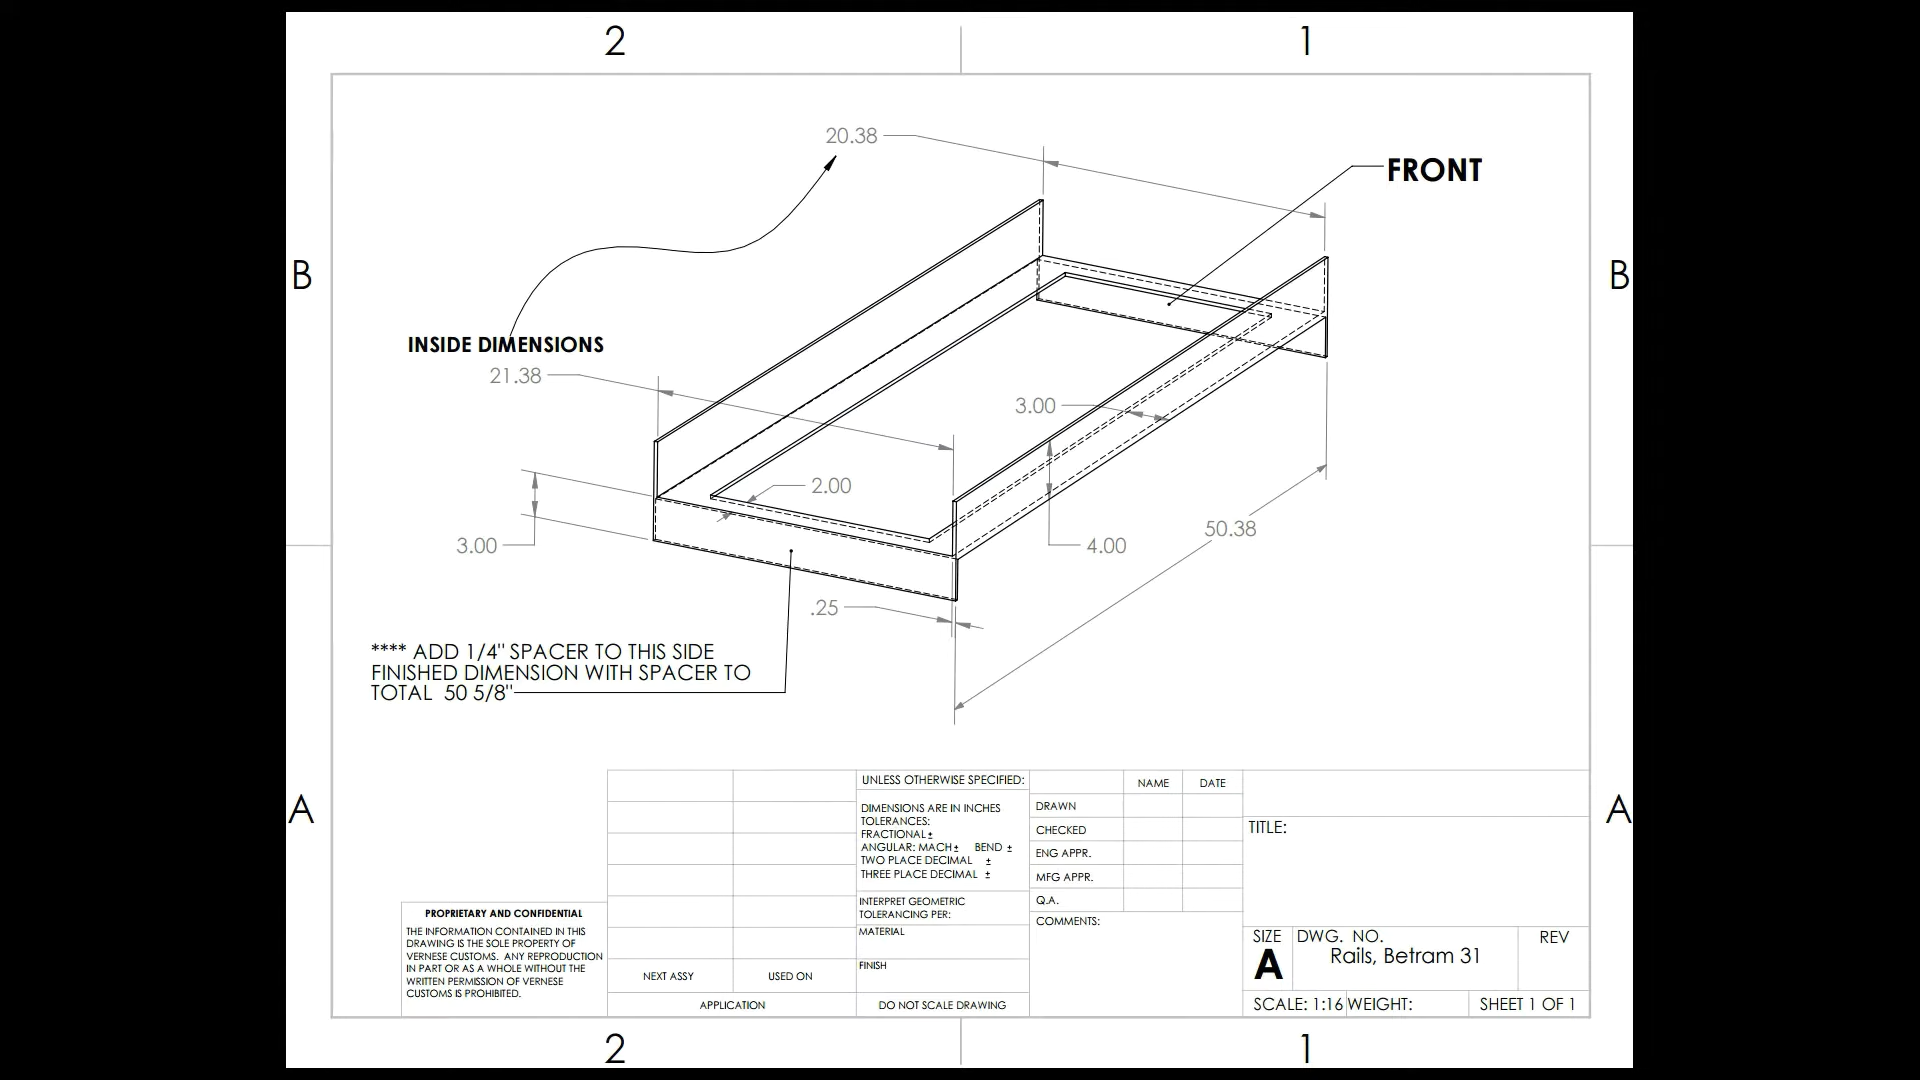 2
1
20.38
FRONT
B
B
INSIDE DIMENSIONS
21.38
3.00
2.00
50.38
3.00
4.00
.25
**** ADD 1/4" SPACER TO THIS SIDE
FINISHED DIMENSION WITH SPACER TO
TOTAL 50 5/8"
A
A
UNLESS OTHERWISE SPECIFIED:
DIMENSIONS ARE IN INCHES
TOLERANCES:
FRACTIONAL±
ANGULAR: MACH± BEND ±
TWO PLACE DECIMAL ±
THREE PLACE DECIMAL ±
INTERPRET GEOMETRIC
TOLERANCING PER:
MATERIAL
FINISH
DO NOT SCALE DRAWING
NAME DATE
DRAWN
CHECKED
ENG APPR.
MFG APPR.
Q.A.
COMMENTS:
TITLE:
SIZE
A
DWG. NO.
Rails, Betram 31
REV
SCALE: 1:16
WEIGHT:
SHEET 1 OF 1
PROPRIETARY AND CONFIDENTIAL
THE INFORMATION CONTAINED IN THIS
DRAWING IS THE SOLE PROPERTY OF
VERNESE CUSTOMS. ANY REPRODUCTION
IN PART OR AS A WHOLE WITHOUT THE
WRITTEN PERMISSION OF VERNESE
CUSTOMS IS PROHIBITED.
NEXT ASSY
USED ON
APPLICATION
2
1